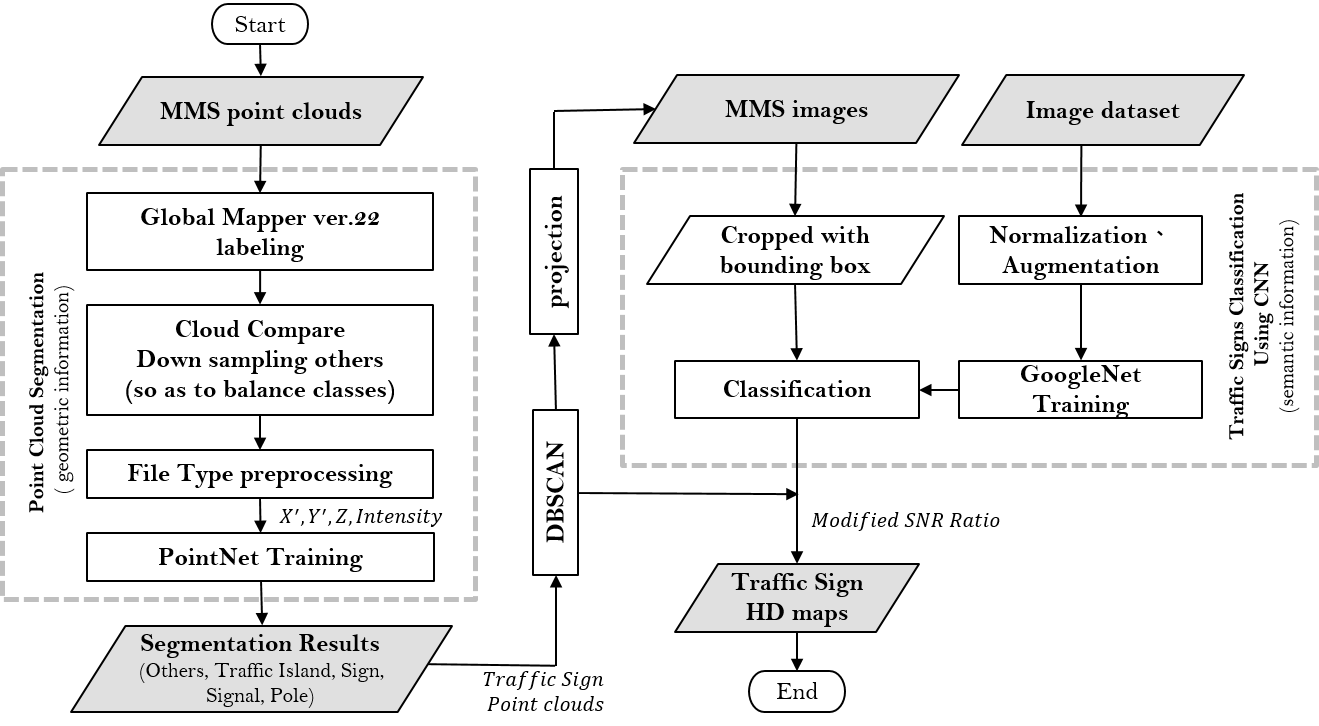 Start
MMS point clouds
Point Cloud Segmentation
( geometric information)
Global Mapper ver.22
labeling
Cloud Compare
Down sampling others
(so as to balance classes)
File Type preprocessing
X′, Y′, Z, Intensity
PointNet Training
Segmentation Results
(Others, Traffic Island, Sign,
Signal, Pole)
Traffic Sign
Point clouds
DBSCAN
projection
MMS images
Image dataset
Cropped with
bounding box
Normalization、
Augmentation
Classification
GoogleNet
Training
Traffic Signs Classification
Using CNN
(semantic information)
Modified SNR Ratio
Traffic Sign
HD maps
End